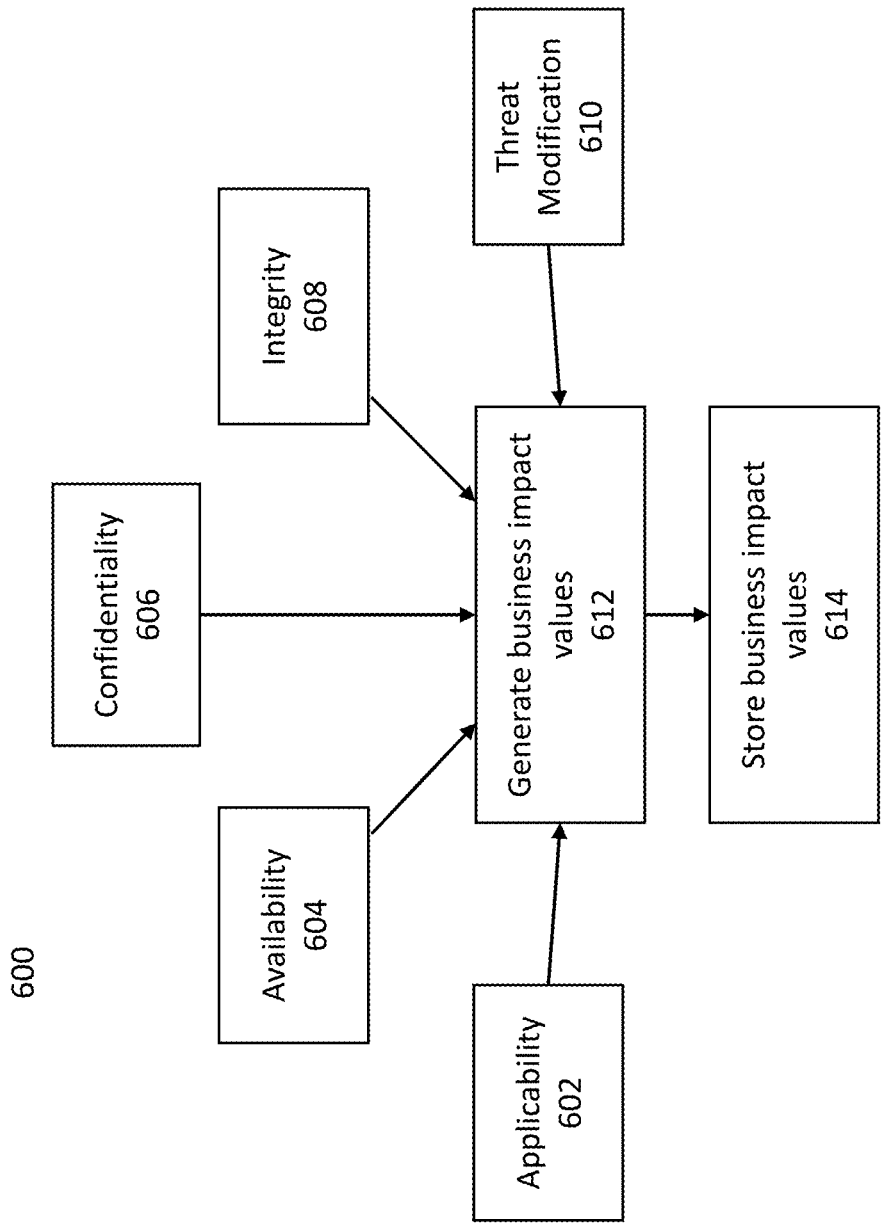 600
Confidentiality
606
Availability
604
Integrity
608
Applicability
602
Generate business impact
values
612
Threat
Modification
610
Store business impact
values
614